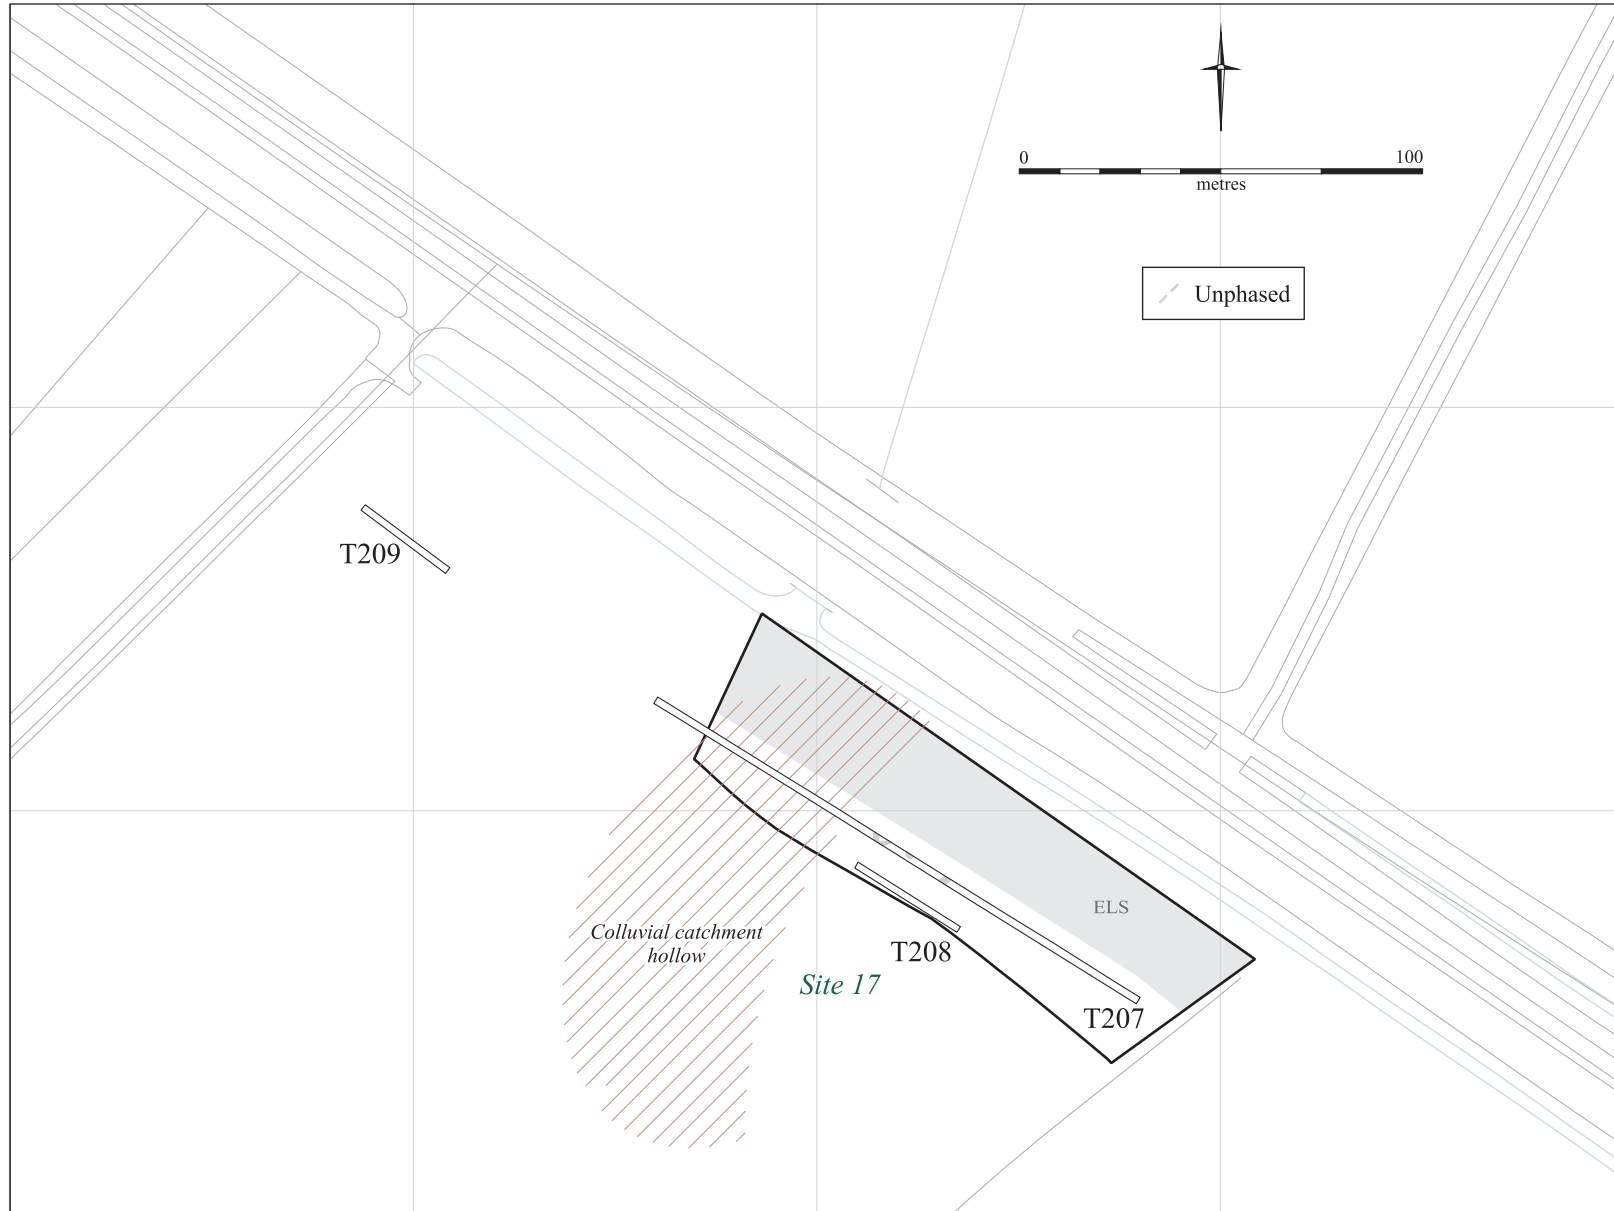 0 100
metres
Unphased
T209
ELS
Colluvial catchment
hollow
T208
Site 17
T207